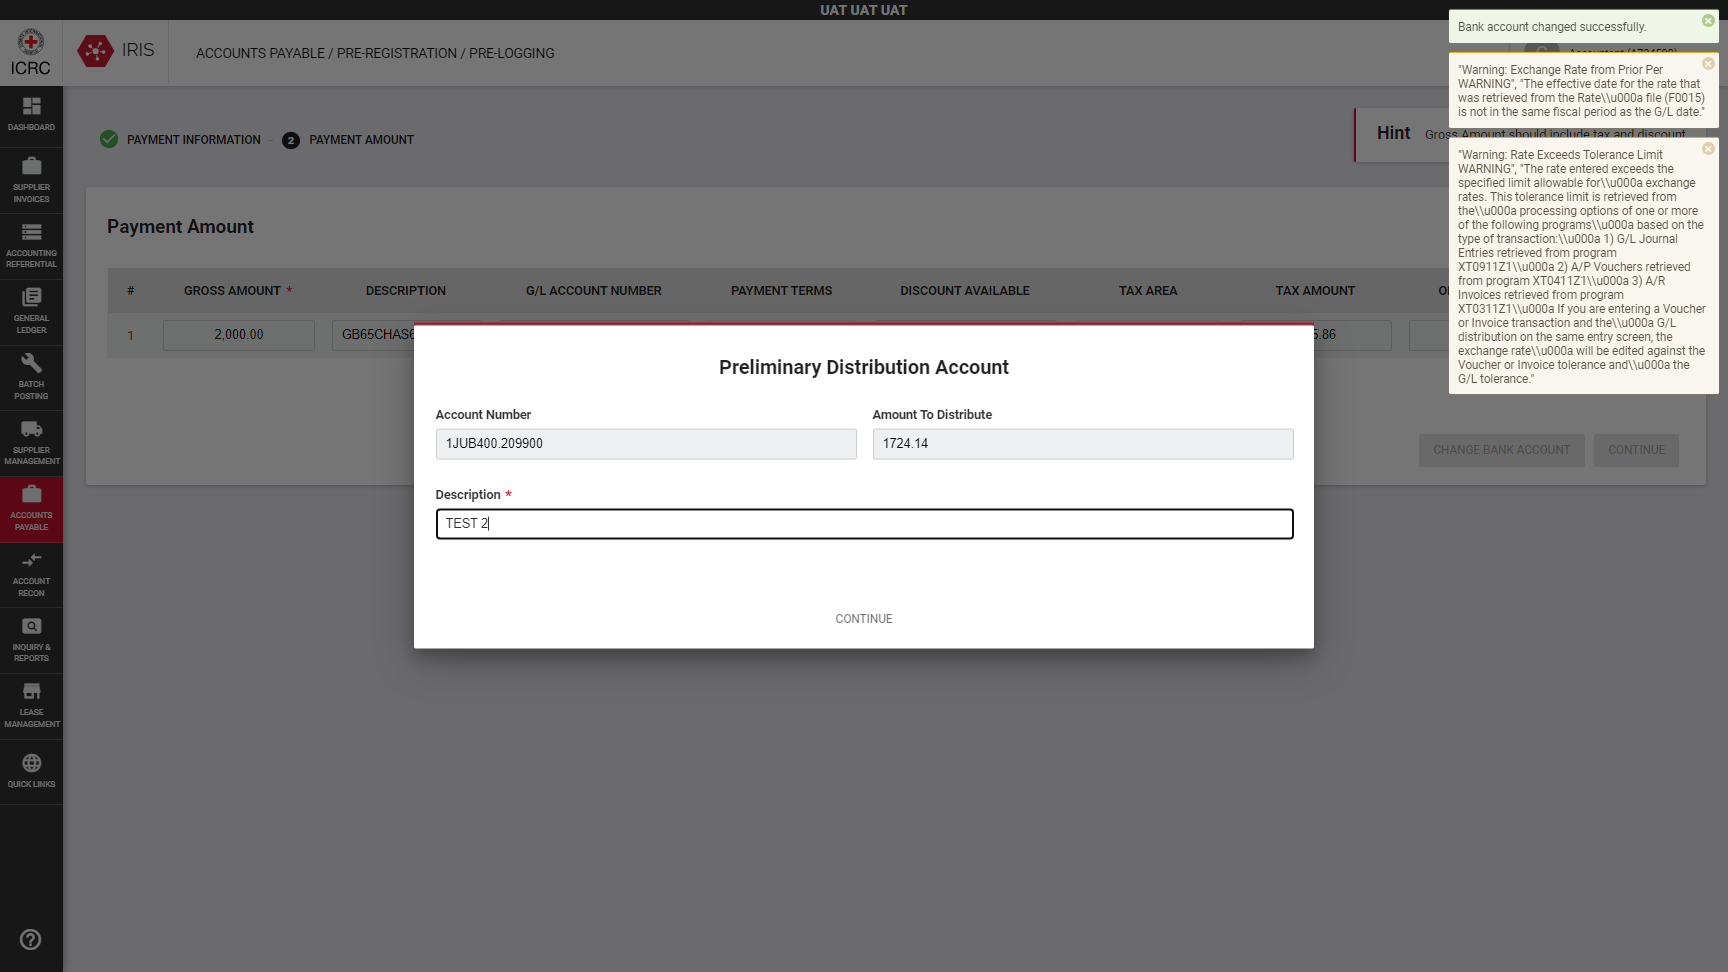 UAT UAT UAT
ICRC
IRIS
ACCOUNTS PAYABLE / PRE-REGISTRATION / PRE-LOGGING
Bank account changed successfully.
"Warning: Exchange Rate from Prior Per
WARNING", "The effective date for the rate that
was retrieved from the Rate\\u000a file (F0015)
is not in the same fiscal period as the G/L date."
"Warning: Rate Exceeds Tolerance Limit
WARNING", "The rate entered exceeds the
specified limit allowable for\\u000a exchange
rates. This tolerance limit is retrieved from
the\\u000a processing options of one or more
of the following programs\\u000a based on the
type of transaction:\\u000a 1) G/L Journal
Entries retrieved from program
XT0911Z1\\u000a 2) A/P Vouchers retrieved
from program XT0411Z1\\u000a 3) A/R
Invoices retrieved from program
XT0311Z1\\u000a If you are entering a Voucher
or Invoice transaction and the\\u000a G/L
distribution on the same entry screen, the
exchange rate\\u000a will be edited against the
Voucher or Invoice tolerance and\\u000a the
G/L tolerance."
DASHBOARD
SUPPLIER
INVOICES
ACCOUNTING
REFERENTIAL
GENERAL
LEDGER
BATCH
POSTING
SUPPLIER
MANAGEMENT
ACCOUNTS
PAYABLE
ACCOUNT
RECON
INQUIRY &
REPORTS
LEASE
MANAGEMENT
QUICK LINKS
PAYMENT INFORMATION - 2 PAYMENT AMOUNT
Hint Gross Amount should include tax and discount
Payment Amount
# GROSS AMOUNT * DESCRIPTION G/L ACCOUNT NUMBER PAYMENT TERMS DISCOUNT AVAILABLE TAX AREA TAX AMOUNT
1 2,000.00 GB65CHAS
.86
CHANGE BANK ACCOUNT CONTINUE
Preliminary Distribution Account
Account Number Amount To Distribute
1JUB400.209900 1724.14
Description *
TEST 2
CONTINUE